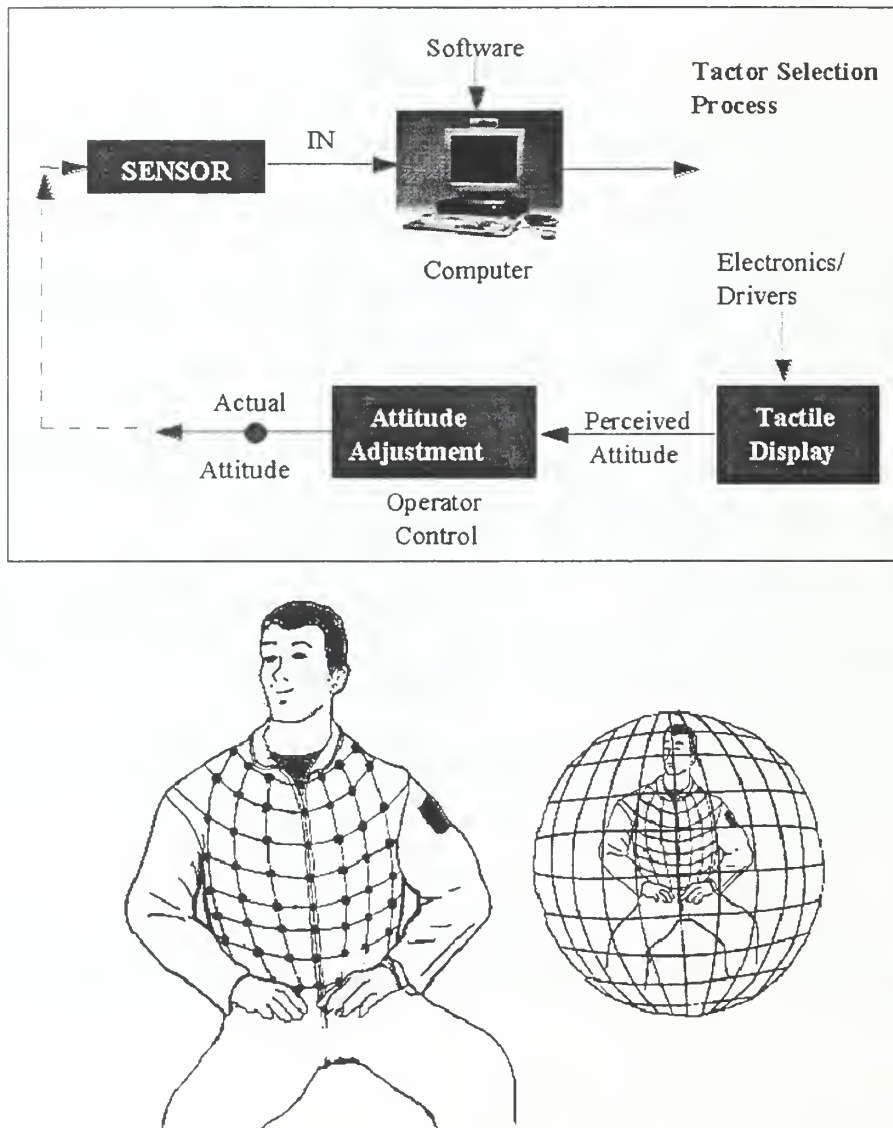 Software
Tactor Selection
Process
IN
SENSOR
Computer
Electronics/
Drivers
Actual
Attitude
Attitude
Adjustment
Perceived
Attitude
Tactile
Display
Operator
Control